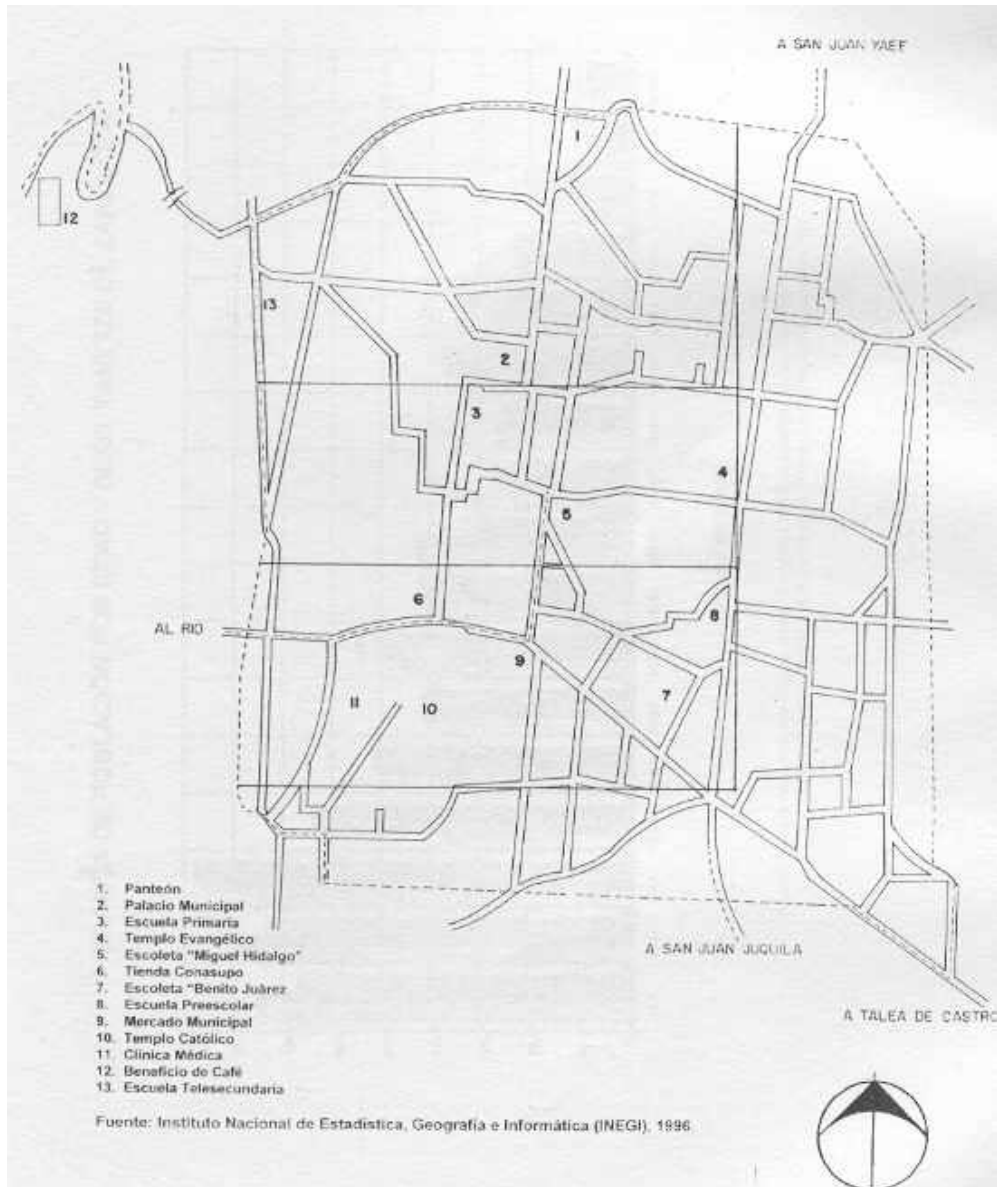 A SAN JUAN YAEE
1
12
13
2
3
4
5
6
AL RIO
8
9
7
11
10
1. Panteón
2. Palacio Municipal
3. Escuela Primaria
4. Templo Evangélico
5. Escoleta "Miguel Hidalgo"
6. Tienda Conasupo
7. Escoleta "Benito Juárez
8. Escuela Preescolar
9. Mercado Municipal
10. Templo Católico
11. Clínica Médica
12. Beneficio de Café
13. Escuela Telesecundaria
A SAN JUAN JUQUILA
A TALEA DE CASTRO
Fuente: Instituto Nacional de Estadística, Geografía e Informática (INEGI), 1996.